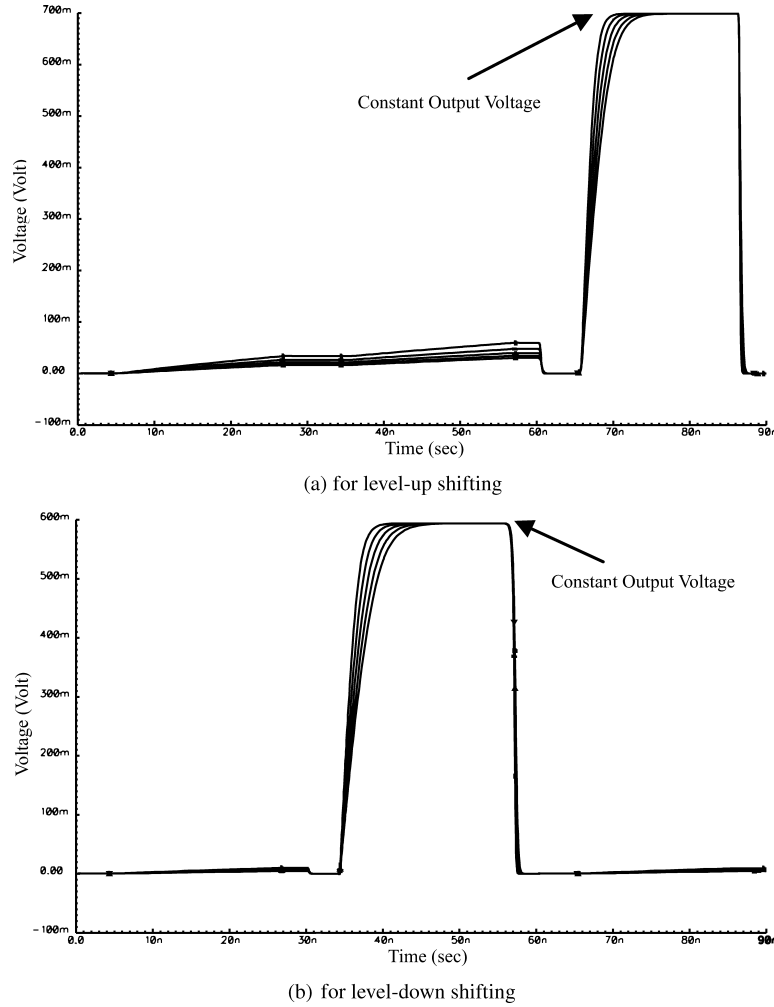 700m
600m
500m
400m
300m
200m
100m
0.00
-100m
Voltage (Volt)
Constant Output Voltage
0.0 10n 20n 30n 40n 50n 60n 70n 80n 90n
Time (sec)
(a) for level-up shifting
600m
500m
400m
300m
200m
100m
0.00
-100m
Voltage (Volt)
Constant Output Voltage
0.0 10n 20n 30n 40n 50n 60n 70n 80n 90n
Time (sec)
(b) for level-down shifting